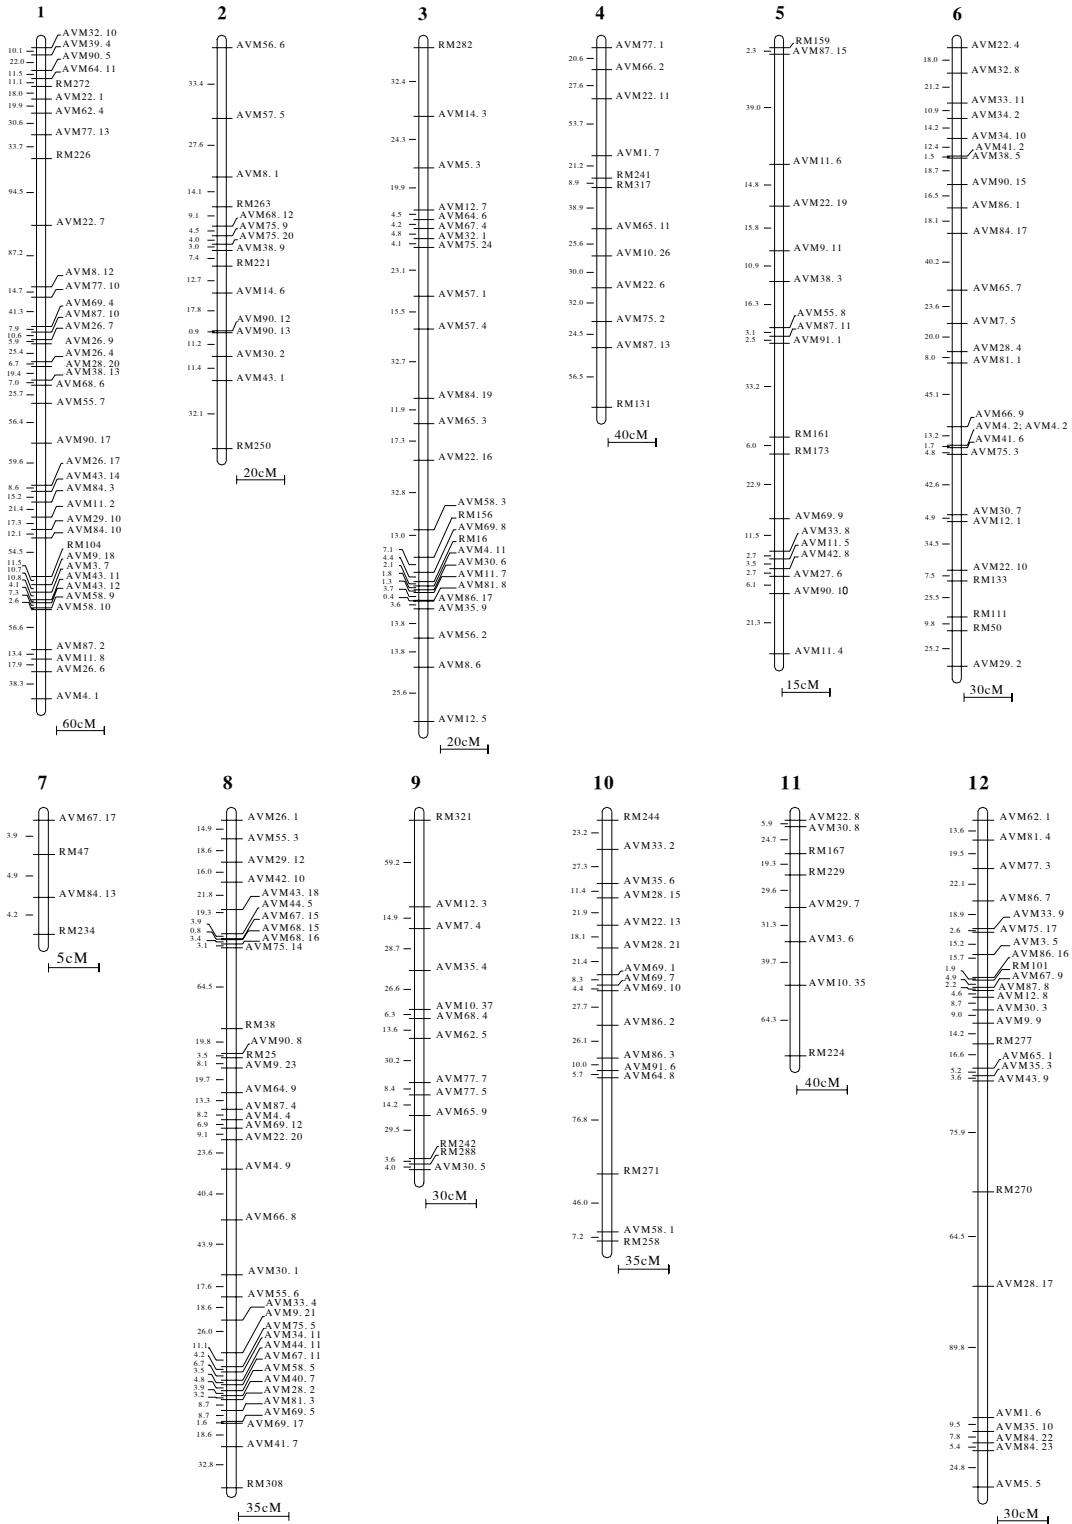 1
AVM32. 10
AVM39. 4
AVM90. 5
AVM64. 11
RM272
AVM22. 1
AVM62. 4
AVM77. 13
RM226
AVM22. 7
AVM8. 12
AVM77. 10
AVM69. 4
AVM87. 10
AVM26. 7
AVM26. 9
AVM26. 4
AVM28. 20
AVM38. 13
AVM68. 6
AVM55. 7
AVM90. 17
AVM26. 17
AVM43. 14
AVM84. 3
AVM11. 2
AVM29. 10
AVM84. 10
RM104
AVM9. 18
AVM3. 7
AVM43. 11
AVM43. 12
AVM58. 9
AVM58. 10
AVM87. 2
AVM11. 8
AVM26. 6
AVM4. 1
10.1
22.0
11.5
11.1
18.0
19.9
30.6
33.7
94.5
87.2
14.7
41.3
7.9
10.6
5.9
25.4
6.7
19.4
7.0
25.7
56.4
59.6
8.6
15.2
21.4
17.3
12.1
54.5
11.5
10.7
10.8
4.1
7.3
2.6
56.6
13.4
17.9
38.3
60cM
2
AVM56. 6
AVM57. 5
AVM8. 1
RM263
AVM68. 12
AVM75. 9
AVM75. 20
AVM38. 9
RM221
AVM14. 6
AVM90. 12
AVM90. 13
AVM30. 2
AVM43. 1
RM250
33.4
27.6
14.1
9.1
4.5
4.0
3.0
7.4
12.7
17.8
0.9
11.2
11.4
32.1
20cM
3
RM282
AVM14. 3
AVM5. 3
AVM12. 7
AVM64. 6
AVM67. 4
AVM32. 1
AVM75. 24
AVM57. 1
AVM57. 4
AVM84. 19
AVM65. 3
AVM22. 16
AVM58. 3
RM156
AVM69. 8
RM16
AVM4. 11
AVM30. 6
AVM11. 7
AVM81. 8
AVM86. 17
AVM35. 9
AVM56. 2
AVM8. 6
AVM12. 5
32.4
24.3
19.9
4.5
4.2
4.8
4.1
23.1
15.5
32.7
11.9
17.3
32.8
13.0
7.1
4.4
2.1
1.8
1.3
3.7
0.4
3.6
13.8
13.8
25.6
20cM
4
AVM77. 1
AVM66. 2
AVM22. 11
AVM1. 7
RM241
RM317
AVM65. 11
AVM10. 26
AVM22. 6
AVM75. 2
AVM87. 13
RM131
20.6
27.6
53.7
21.2
8.9
38.9
25.6
30.0
32.0
24.5
56.5
40cM
5
RM159
AVM87. 15
AVM11. 6
AVM22. 19
AVM9. 11
AVM38. 3
AVM55. 8
AVM87. 11
AVM91. 1
RM161
RM173
AVM69. 9
AVM33. 8
AVM11. 5
AVM42. 8
AVM27. 6
AVM90. 10
AVM11. 4
2.3
39.0
14.8
15.8
10.9
16.3
3.1
2.5
33.2
6.0
22.9
11.5
2.7
3.5
2.7
6.1
21.3
15cM
6
AVM22. 4
AVM32. 8
AVM33. 11
AVM34. 2
AVM34. 10
AVM41. 2
AVM38. 5
AVM90. 15
AVM86. 1
AVM84. 17
AVM65. 7
AVM7. 5
AVM28. 4
AVM81. 1
AVM66. 9
AVM4. 2; AVM4. 2
AVM41. 6
AVM75. 3
AVM30. 7
AVM12. 1
AVM22. 10
RM133
RM111
RM50
AVM29. 2
18.0
21.2
10.9
14.2
12.4
1.5
18.7
16.5
18.1
40.2
23.6
20.0
8.0
45.1
13.2
1.7
4.8
42.6
4.9
34.5
7.5
25.5
9.8
25.2
30cM
7
AVM67. 17
RM47
AVM84. 13
RM234
3.9
4.9
4.2
5cM
8
AVM26. 1
AVM55. 3
AVM29. 12
AVM42. 10
AVM43. 18
AVM44. 5
AVM67. 15
AVM68. 15
AVM68. 16
AVM75. 14
RM38
AVM90. 8
RM25
AVM9. 23
AVM64. 9
AVM87. 4
AVM4. 4
AVM69. 12
AVM22. 20
AVM4. 9
AVM66. 8
AVM30. 1
AVM55. 6
AVM33. 4
AVM9. 21
AVM75. 5
AVM34. 11
AVM44. 11
AVM67. 11
AVM58. 5
AVM40. 7
AVM28. 2
AVM81. 3
AVM69. 5
AVM69. 17
AVM41. 7
RM308
14.9
18.6
16.0
21.8
19.3
3.9
0.8
3.4
3.1
64.5
19.8
3.5
8.1
19.7
13.3
8.2
6.9
9.1
23.6
40.4
43.9
17.6
18.6
26.0
11.1
4.2
6.7
3.5
4.8
3.9
3.2
8.7
8.7
1.6
18.6
32.8
35cM
9
RM321
AVM12. 3
AVM7. 4
AVM35. 4
AVM10. 37
AVM68. 4
AVM62. 5
AVM77. 7
AVM77. 5
AVM65. 9
RM242
RM288
AVM30. 5
59.2
14.9
28.7
26.6
6.3
13.6
30.2
8.4
14.2
29.5
3.6
4.0
30cM
10
RM244
AVM33. 2
AVM35. 6
AVM28. 15
AVM22. 13
AVM28. 21
AVM69. 1
AVM69. 7
AVM69. 10
AVM86. 2
AVM86. 3
AVM91. 6
AVM64. 8
RM271
AVM58. 1
RM258
23.2
27.3
11.4
21.9
18.1
21.4
8.3
4.4
27.7
26.1
10.0
5.7
76.8
46.0
7.2
35cM
11
AVM22. 8
AVM30. 8
RM167
RM229
AVM29. 7
AVM3. 6
AVM10. 35
RM224
5.9
24.7
19.3
29.6
31.3
39.7
64.3
40cM
12
AVM62. 1
AVM81. 4
AVM77. 3
AVM86. 7
AVM33. 9
AVM75. 17
AVM3. 5
AVM86. 16
RM101
AVM67. 9
AVM87. 8
AVM12. 8
AVM30. 3
AVM9. 9
RM277
AVM65. 1
AVM35. 3
AVM43. 9
RM270
AVM28. 17
AVM1. 6
AVM35. 10
AVM84. 22
AVM84. 23
AVM5. 5
13.6
19.5
22.1
18.9
2.6
15.2
15.7
1.9
4.9
2.2
4.6
8.7
9.0
14.2
16.6
5.2
3.6
75.9
64.5
89.8
9.5
7.8
5.4
24.8
30cM